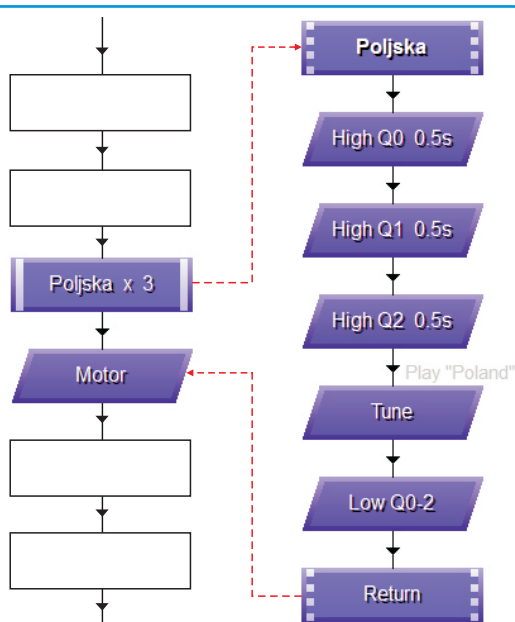 Poljska x 3
Motor
Poljska
High Q0 0.5s
High Q1 0.5s
High Q2 0.5s
Play "Poland"
Tune
Low Q0-2
Return